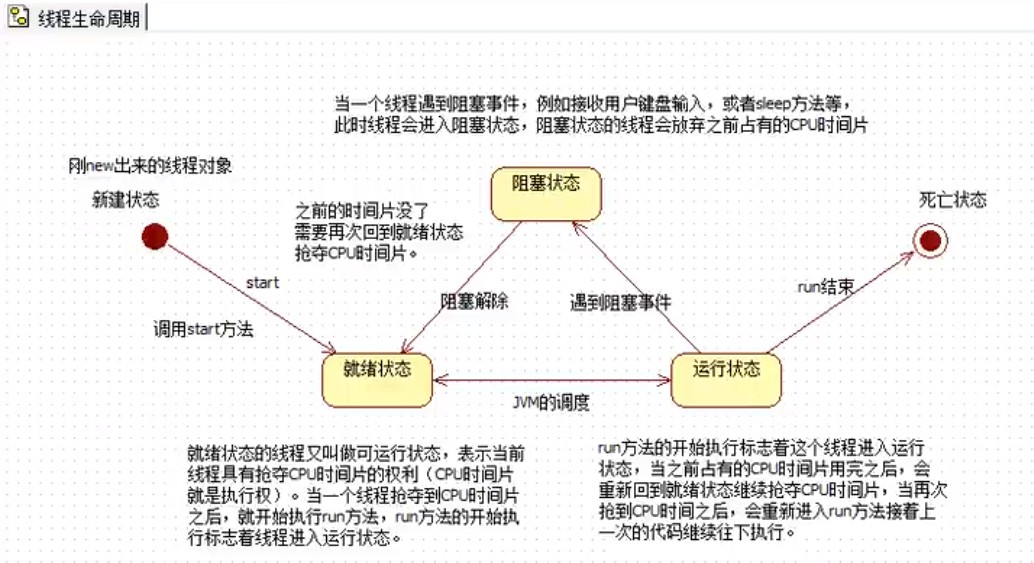 线程生命周期
当一个线程遇到阻塞事件，例如接收用户键盘输入，或者sleep方法等，
此时线程会进入阻塞状态，阻塞状态的线程会放弃之前占有的CPU时间片
刚new出来的线程对象
新建状态
阻塞状态
死亡状态
之前的时间片没了
需要再次回到就绪状态
抢夺CPU时间片。
start
调用start方法
阻塞解除
遇到阻塞事件
run结束
就绪状态
运行状态
JVM的调度
就绪状态的线程又叫做可运行状态，表示当前
线程具有抢夺CPU时间片的权利（CPU时间片
就是执行权）。当一个线程抢夺到CPU时间片
之后，就开始执行run方法，run方法的开始执
行标志着线程进入运行状态。
run方法的开始执行标志着这个线程进入运行
状态，当之前占有的CPU时间片用完之后，会
重新回到就绪状态继续抢夺CPU时间片，当再次
抢到CPU时间之后，会重新进入run方法接着上
一次的代码继续往下执行。